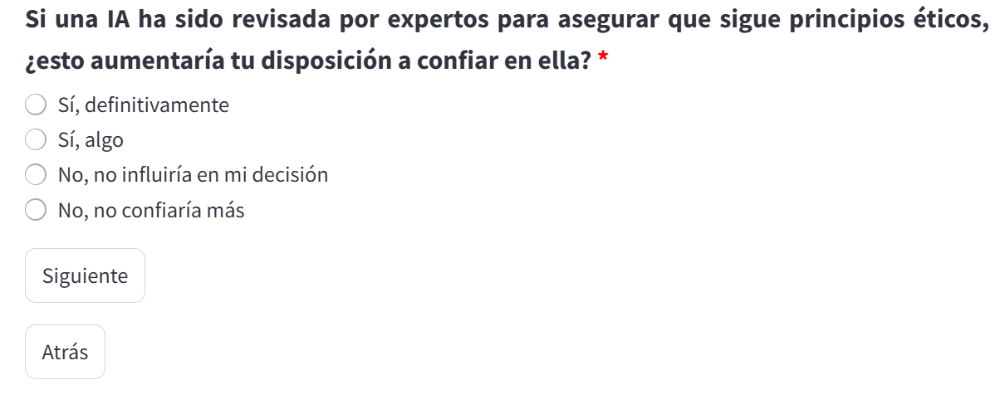 Si una IA ha sido revisada por expertos para asegurar que sigue principios éticos,
¿esto aumentaría tu disposición a confiar en ella? *
Sí, definitivamente
Sí, algo
No, no influiría en mi decisión
No, no confiaría más
Siguiente
Atrás